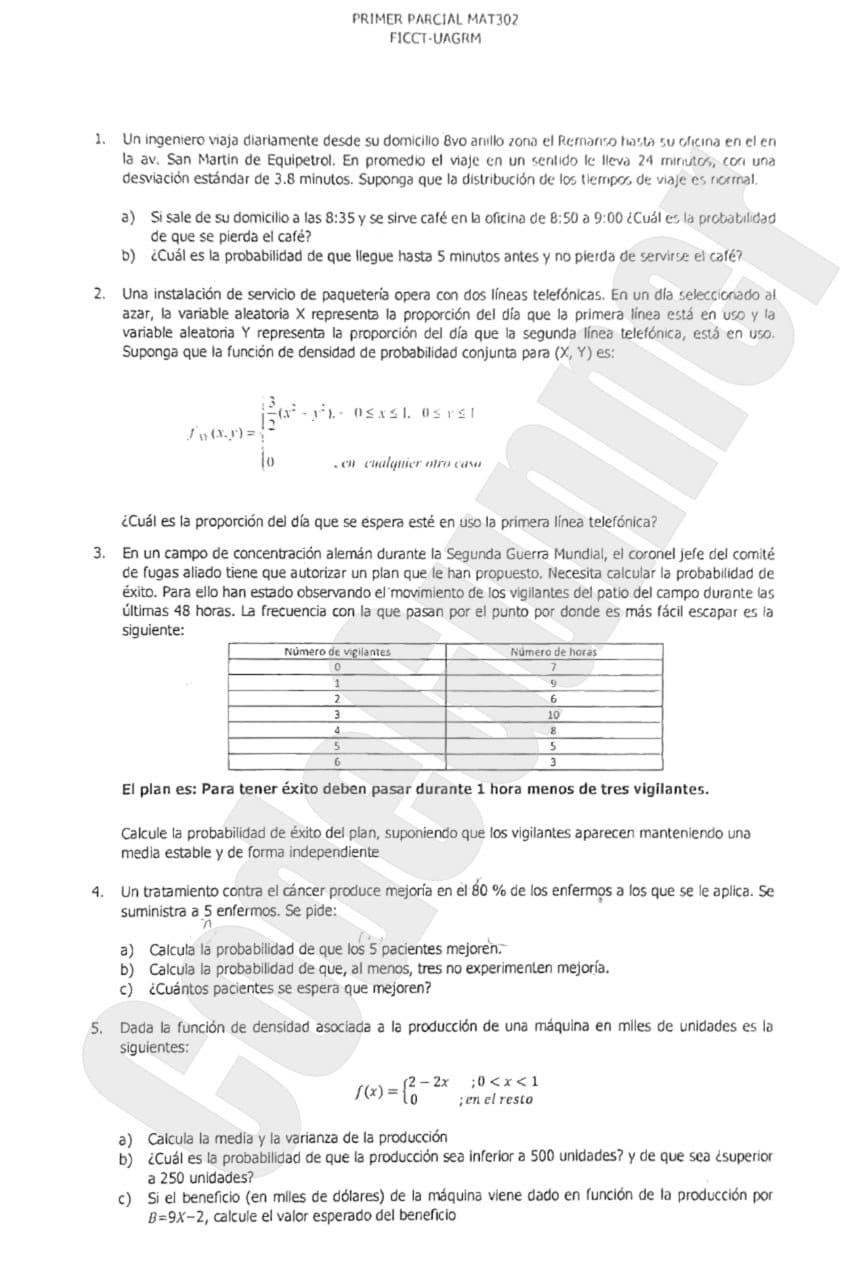 PRIMER PARCIAL MAT302
FICCT-UAGRM
1. Un ingeniero viaja diariamente desde su domicilio 8vo anillo zona el Remanso hasta su oficina en el en
la av. San Martin de Equipetrol. En promedio el viaje en un sentido le lleva 24 minutos, con una
desviación estándar de 3.8 minutos. Suponga que la distribución de los tiempos de viaje es normal.
a) Si sale de su domicilio a las 8:35 y se sirve café en la oficina de 8:50 a 9:00 ¿Cuál es la probabilidad
de que se pierda el café?
b) ¿Cuál es la probabilidad de que llegue hasta 5 minutos antes y no pierda de servirse el café?
2. Una instalación de servicio de paquetería opera con dos líneas telefónicas. En un día seleccionado al
azar, la variable aleatoria X representa la proporción del día que la primera línea está en uso y la
variable aleatoria Y representa la proporción del día que la segunda línea telefónica, está en uso.
Suponga que la función de densidad de probabilidad conjunta para (X, Y) es:
3/2 (x² - y²), - 0 ≤ x ≤ 1, 0 ≤ y ≤ 1
f XY (x, y) = {
0 , en cualquier otro caso
¿Cuál es la proporción del día que se espera esté en uso la primera línea telefónica?
3. En un campo de concentración alemán durante la Segunda Guerra Mundial, el coronel jefe del comité
de fugas aliado tiene que autorizar un plan que le han propuesto. Necesita calcular la probabilidad de
éxito. Para ello han estado observando el movimiento de los vigilantes del patio del campo durante las
últimas 48 horas. La frecuencia con la que pasan por el punto por donde es más fácil escapar es la
siguiente:
Número de vigilantes Número de horas
0 7
1 9
2 6
3 10
4 8
5 5
6 3
El plan es: Para tener éxito deben pasar durante 1 hora menos de tres vigilantes.
Calcule la probabilidad de éxito del plan, suponiendo que los vigilantes aparecen manteniendo una
media estable y de forma independiente
4. Un tratamiento contra el cáncer produce mejoría en el 80 % de los enfermos a los que se le aplica. Se
suministra a 5 enfermos. Se pide:
n
a) Calcula la probabilidad de que los 5 pacientes mejoren.
b) Calcula la probabilidad de que, al menos, tres no experimenten mejoría.
c) ¿Cuántos pacientes se espera que mejoren?
5. Dada la función de densidad asociada a la producción de una máquina en miles de unidades es la
siguientes:
f(x) = {2 − 2x ; 0 < x < 1
0 ; en el resto
a) Calcula la media y la varianza de la producción
b) ¿Cuál es la probabilidad de que la producción sea inferior a 500 unidades? y de que sea ¿superior
a 250 unidades?
c) Si el beneficio (en miles de dólares) de la máquina viene dado en función de la producción por
B=9X−2, calcule el valor esperado del beneficio
CodeGunner